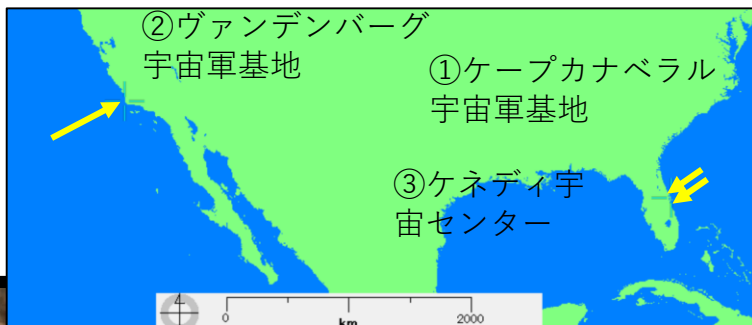 ②ヴァンデンバーグ
宇宙軍基地
①ケープカナベラル
宇宙軍基地
③ケネディ宇
宙センター
0
2000
km